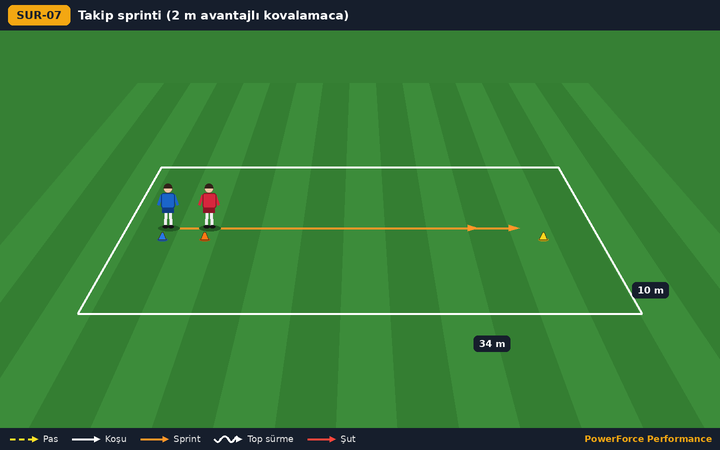 SUR-07 Takip sprinti (2 m avantajlı kovalamaca)
10 m
34 m
Pas Koşu Sprint Top sürme Şut PowerForce Performance